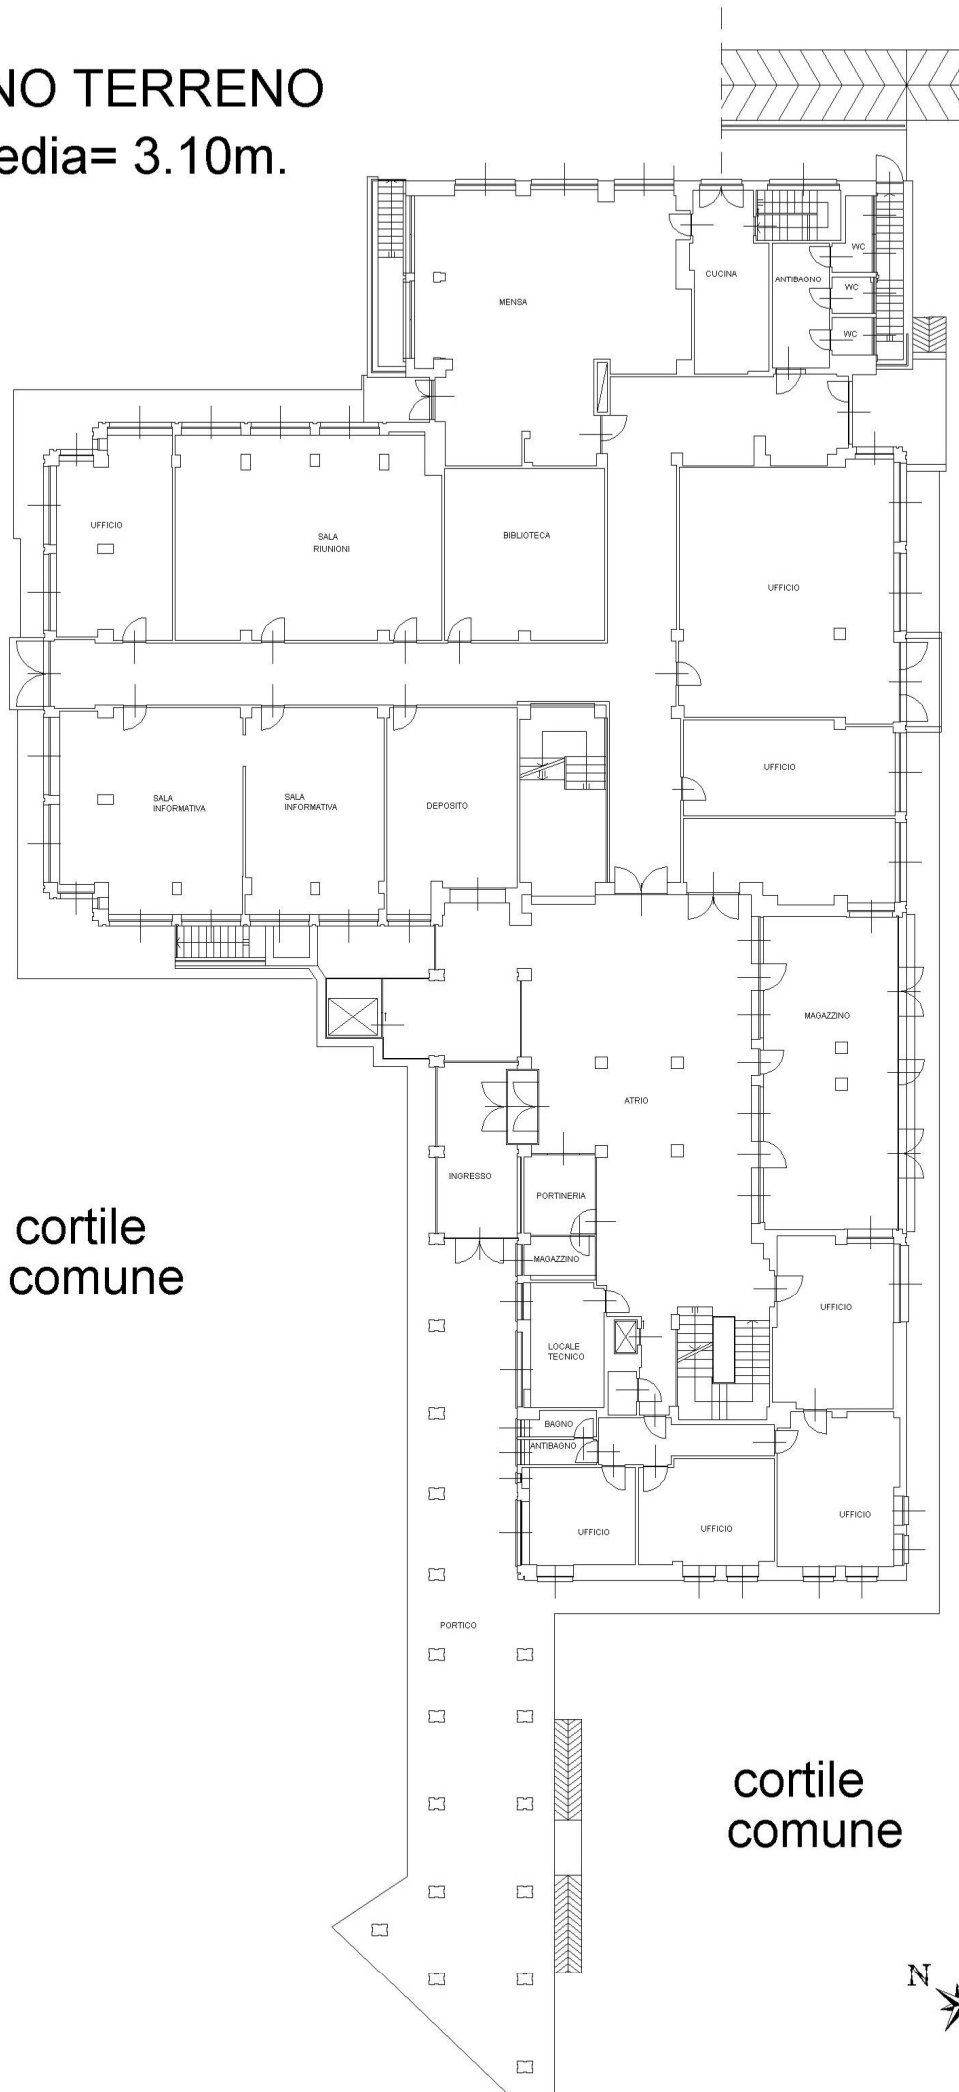 NO TERRENO
edia= 3.10m.
MENSA
CUCINA
ANTIBAGNO
WC
WC
WC
UFFICIO
SALA
RIUNIONI
BIBLIOTECA
UFFICIO
UFFICIO
SALA
INFORMATIVA
SALA
INFORMATIVA
DEPOSITO
MAGAZZINO
ATRIO
INGRESSO
PORTINERIA
MAGAZZINO
cortile
comune
UFFICIO
LOCALE
TECNICO
BAGNO
ANTIBAGNO
UFFICIO
UFFICIO
UFFICIO
PORTICO
cortile
comune
N